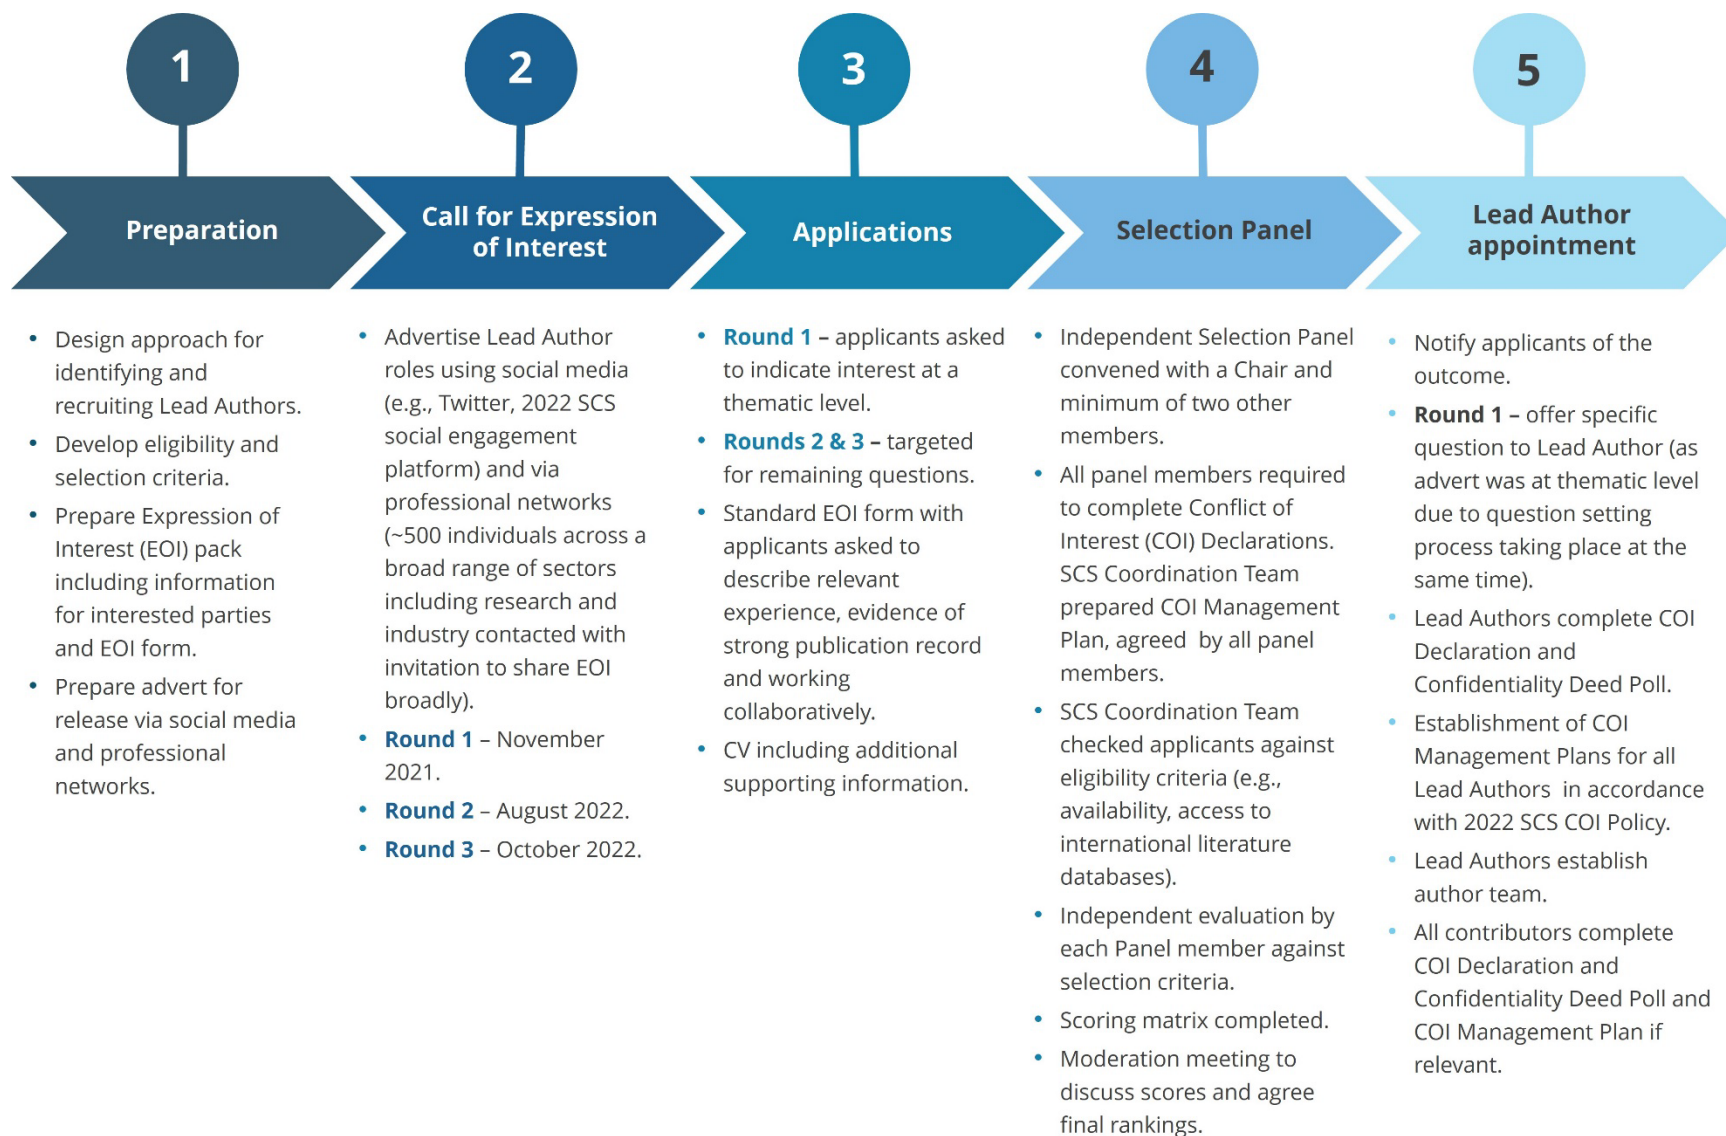 1
2
3
4
5
Preparation
Call for Expression
of Interest
Applications
Selection Panel
Lead Author
appointment
• Design approach for
identifying and
recruiting Lead Authors.
• Develop eligibility and
selection criteria.
• Prepare Expression of
Interest (EOI) pack
including information
for interested parties
and EOI form.
• Prepare advert for
release via social media
and professional
networks.
• Advertise Lead Author
roles using social media
(e.g., Twitter, 2022 SCS
social engagement
platform) and via
professional networks
(~500 individuals across a
broad range of sectors
including research and
industry contacted with
invitation to share EOI
broadly).
• Round 1 – November
2021.
• Round 2 – August 2022.
• Round 3 – October 2022.
• Round 1 – applicants asked
to indicate interest at a
thematic level.
• Rounds 2 & 3 – targeted
for remaining questions.
• Standard EOI form with
applicants asked to
describe relevant
experience, evidence of
strong publication record
and working
collaboratively.
• CV including additional
supporting information.
• Independent Selection Panel
convened with a Chair and
minimum of two other
members.
• All panel members required
to complete Conflict of
Interest (COI) Declarations.
SCS Coordination Team
prepared COI Management
Plan, agreed by all panel
members.
• SCS Coordination Team
checked applicants against
eligibility criteria (e.g.,
availability, access to
international literature
databases).
• Independent evaluation by
each Panel member against
selection criteria.
• Scoring matrix completed.
• Moderation meeting to
discuss scores and agree
final rankings.
• Notify applicants of the
outcome.
• Round 1 – offer specific
question to Lead Author (as
advert was at thematic level
due to question setting
process taking place at the
same time).
• Lead Authors complete COI
Declaration and
Confidentiality Deed Poll.
• Establishment of COI
Management Plans for all
Lead Authors in accordance
with 2022 SCS COI Policy.
• Lead Authors establish
author team.
• All contributors complete
COI Declaration and
Confidentiality Deed Poll and
COI Management Plan if
relevant.